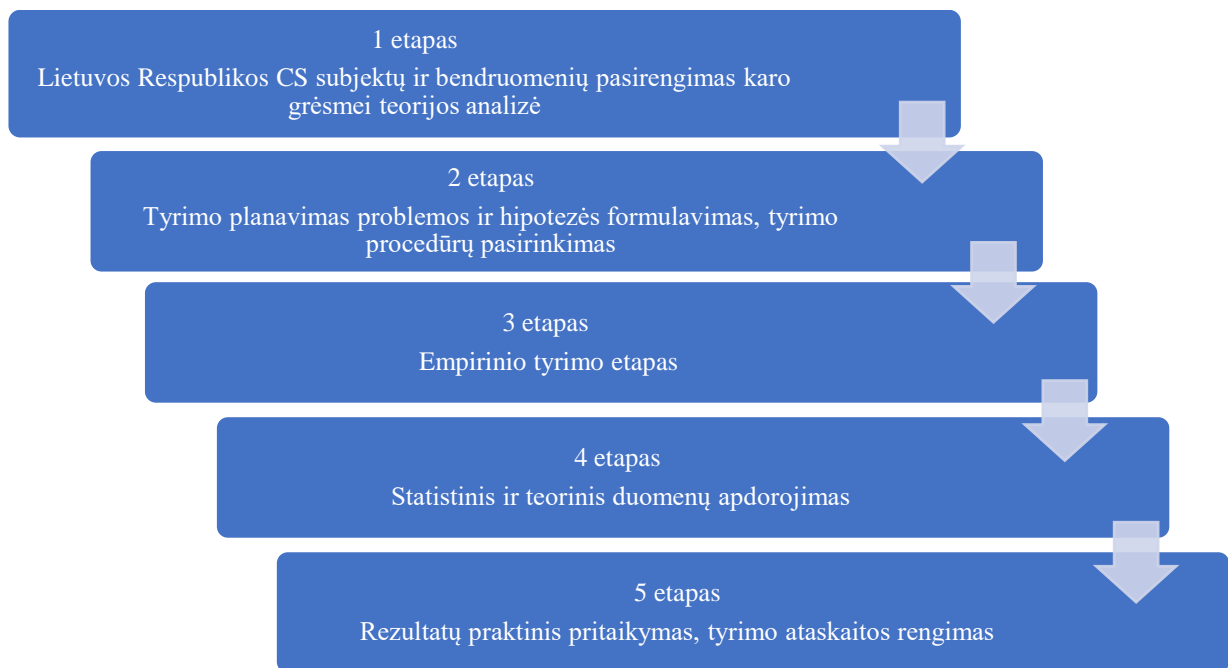 1 etapas
Lietuvos Respublikos CS subjektų ir bendruomenių pasirengimas karo
grėsmei teorijos analizė
2 etapas
Tyrimo planavimas problemos ir hipotezės formulavimas, tyrimo
procedūrų pasirinkimas
3 etapas
Empirinio tyrimo etapas
4 etapas
Statistinis ir teorinis duomenų apdorojimas
5 etapas
Rezultatų praktinis pritaikymas, tyrimo ataskaitos rengimas